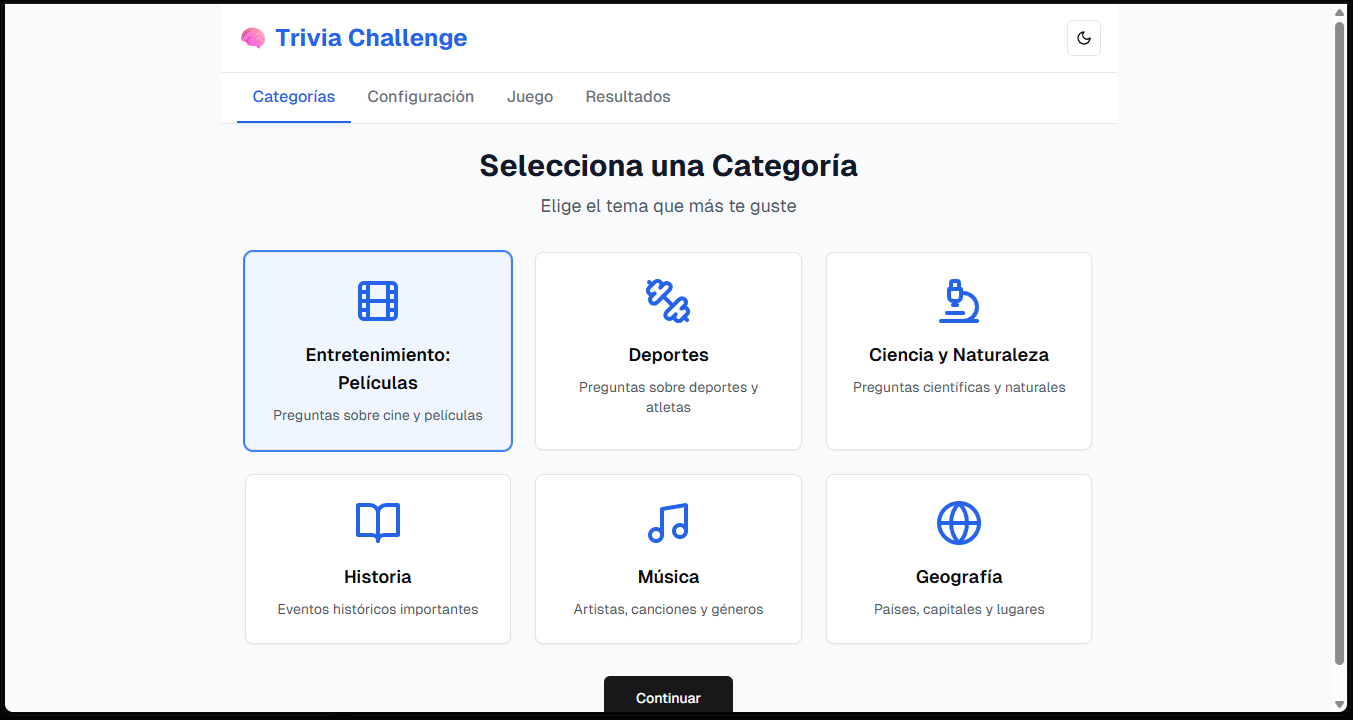 Trivia Challenge
Categorías
Configuración
Juego
Resultados
Selecciona una Categoría
Elige el tema que más te guste
Entretenimiento:
Películas
Preguntas sobre cine y películas
Deportes
Preguntas sobre deportes y
atletas
Ciencia y Naturaleza
Preguntas científicas y naturales
Historia
Eventos históricos importantes
Música
Artistas, canciones y géneros
Geografía
Países, capitales y lugares
Continuar